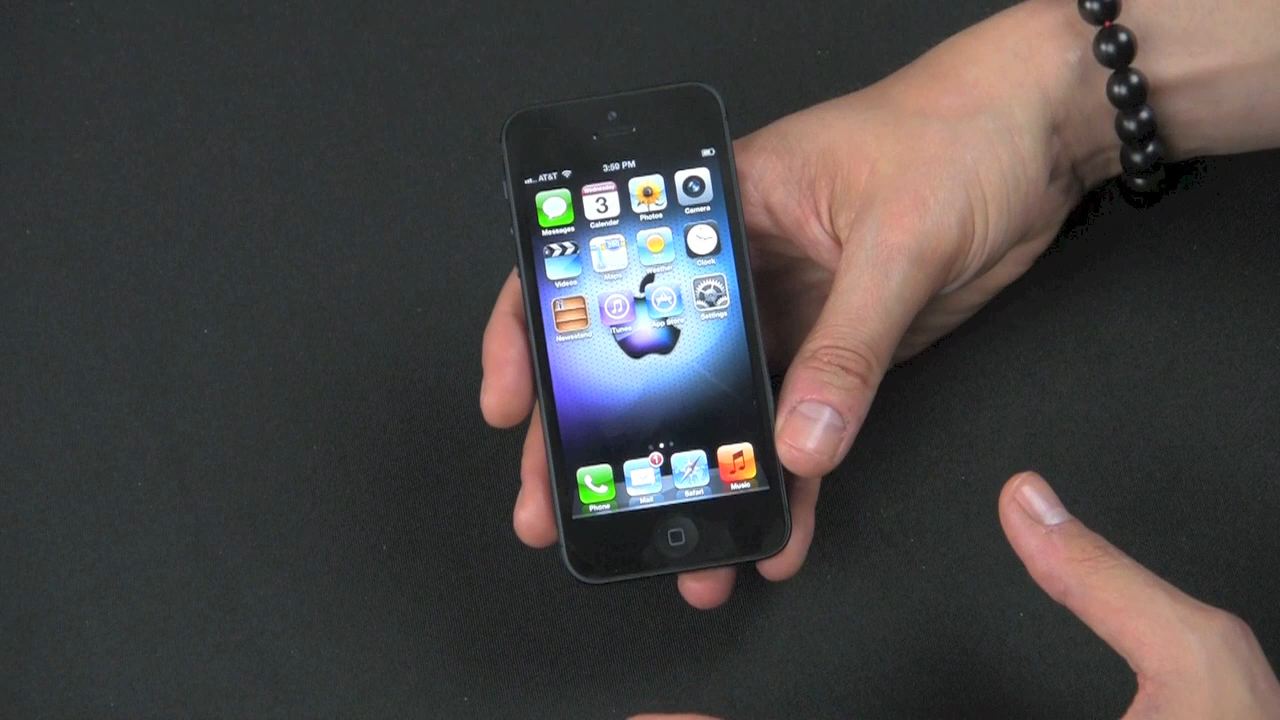 AT&T 3:59 PM
Wednesday
3
Messages Calendar Photos Camera
Videos Maps Weather Clock
Newsstand iTunes App Store Settings
1
Phone Mail Safari Music